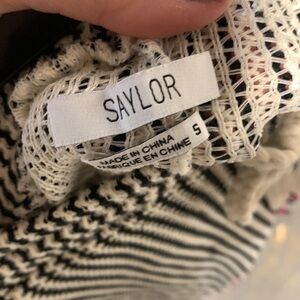 SAYLOR
MADE IN CHINA
FABRIQUE EN CHINE
S